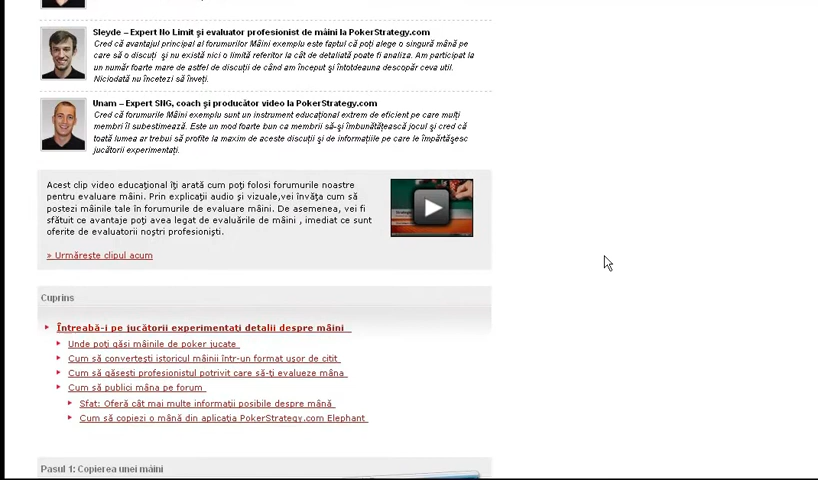 Sleyde – Expert No Limit şi evaluator profesionist de mâini la PokerStrategy.com
Cred că avantajul principal al forumurilor Mâini exemplu este faptul că poţi alege o singură mână pe
care să o discuţi şi nu există nici o limită referitor la cât de detaliată poate fi analiza. Am participat la
un număr foarte mare de astfel de discuţii de când am început şi întotdeauna descopăr ceva util.
Niciodată nu încetezi să înveţi.
Unam – Expert SNG, coach şi producător video la PokerStrategy.com
Cred că forumurile Mâini exemplu sunt un instrument educaţional extrem de eficient pe care mulţi
membri îl subestimează. Este un mod foarte bun ca membrii să-şi îmbunătăţească jocul şi cred că
toată lumea ar trebui să profite la maxim de aceste discuţii şi de informaţiile pe care le împărtăşesc
jucătorii experimentaţi.
Acest clip video educaţional îţi arată cum poţi folosi forumurile noastre
pentru evaluare mâini. Prin explicaţii audio şi vizuale,vei învăţa cum să
postezi mâinile tale în forumurile de evaluare mâini. De asemenea, vei fi
sfătuit ce avantaje poţi avea legat de evaluările de mâini , imediat ce sunt
oferite de evaluatorii noştri profesionişti.
» Urmăreşte clipul acum
Cuprins
Întreabă-i pe jucătorii experimentaţi detalii despre mâini
Unde poţi găsi mâinile de poker jucate
Cum să converteşti istoricul mâinii într-un format uşor de citit
Cum să găseşti profesionistul potrivit care să-ţi evalueze mâna
Cum să publici mâna pe forum
Sfat: Oferă cât mai multe informaţii posibile despre mână
Cum să copiezi o mână din aplicaţia PokerStrategy.com Elephant
Pasul 1: Copierea unei mâini